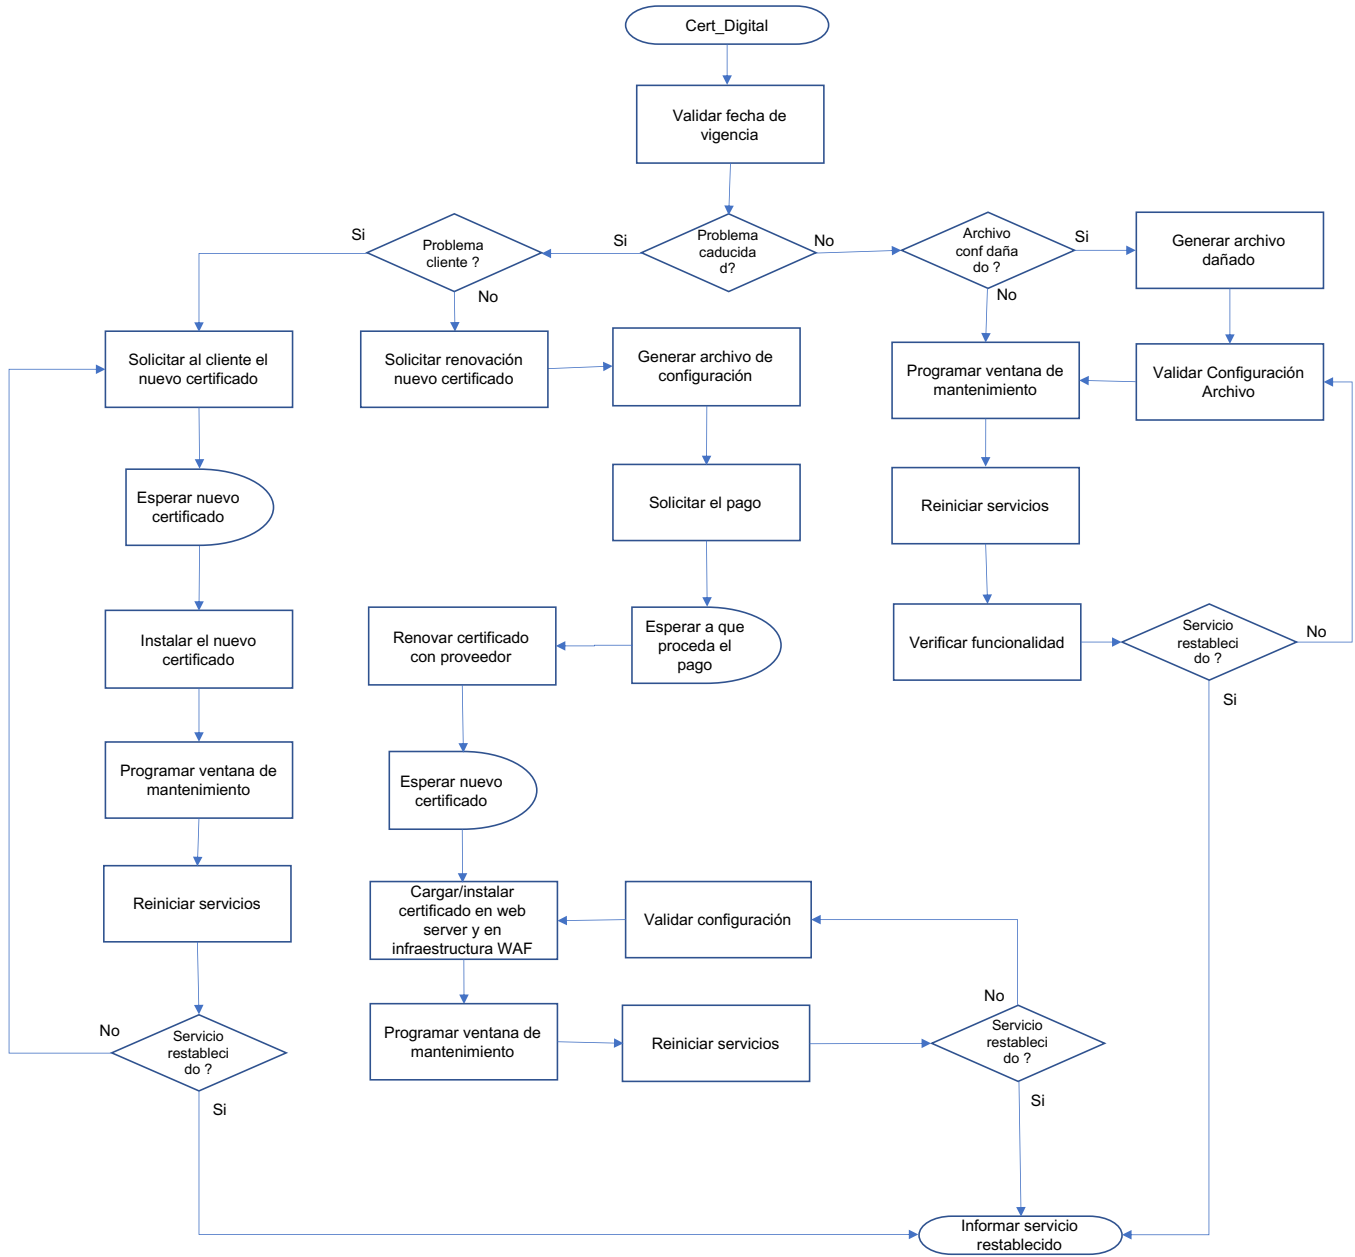 Cert_Digital
Validar fecha de
vigencia
Problema
caducida
d?
Si
No
Problema
cliente ?
Si
No
Archivo
conf daña
do ?
Si
No
Generar archivo
dañado
Solicitar al cliente el
nuevo certificado
Solicitar renovación
nuevo certificado
Generar archivo de
configuración
Programar ventana de
mantenimiento
Validar Configuración
Archivo
Esperar nuevo
certificado
Solicitar el pago
Reiniciar servicios
Instalar el nuevo
certificado
Renovar certificado
con proveedor
Esperar a que
proceda el
pago
Verificar funcionalidad
Servicio
restableci
do ?
No
Si
Programar ventana de
mantenimiento
Esperar nuevo
certificado
Reiniciar servicios
Cargar/instalar
certificado en web
server y en
infraestructura WAF
Validar configuración
No
Servicio
restableci
do ?
Si
Programar ventana de
mantenimiento
Reiniciar servicios
No
Servicio
restableci
do ?
Si
Informar servicio
restablecido